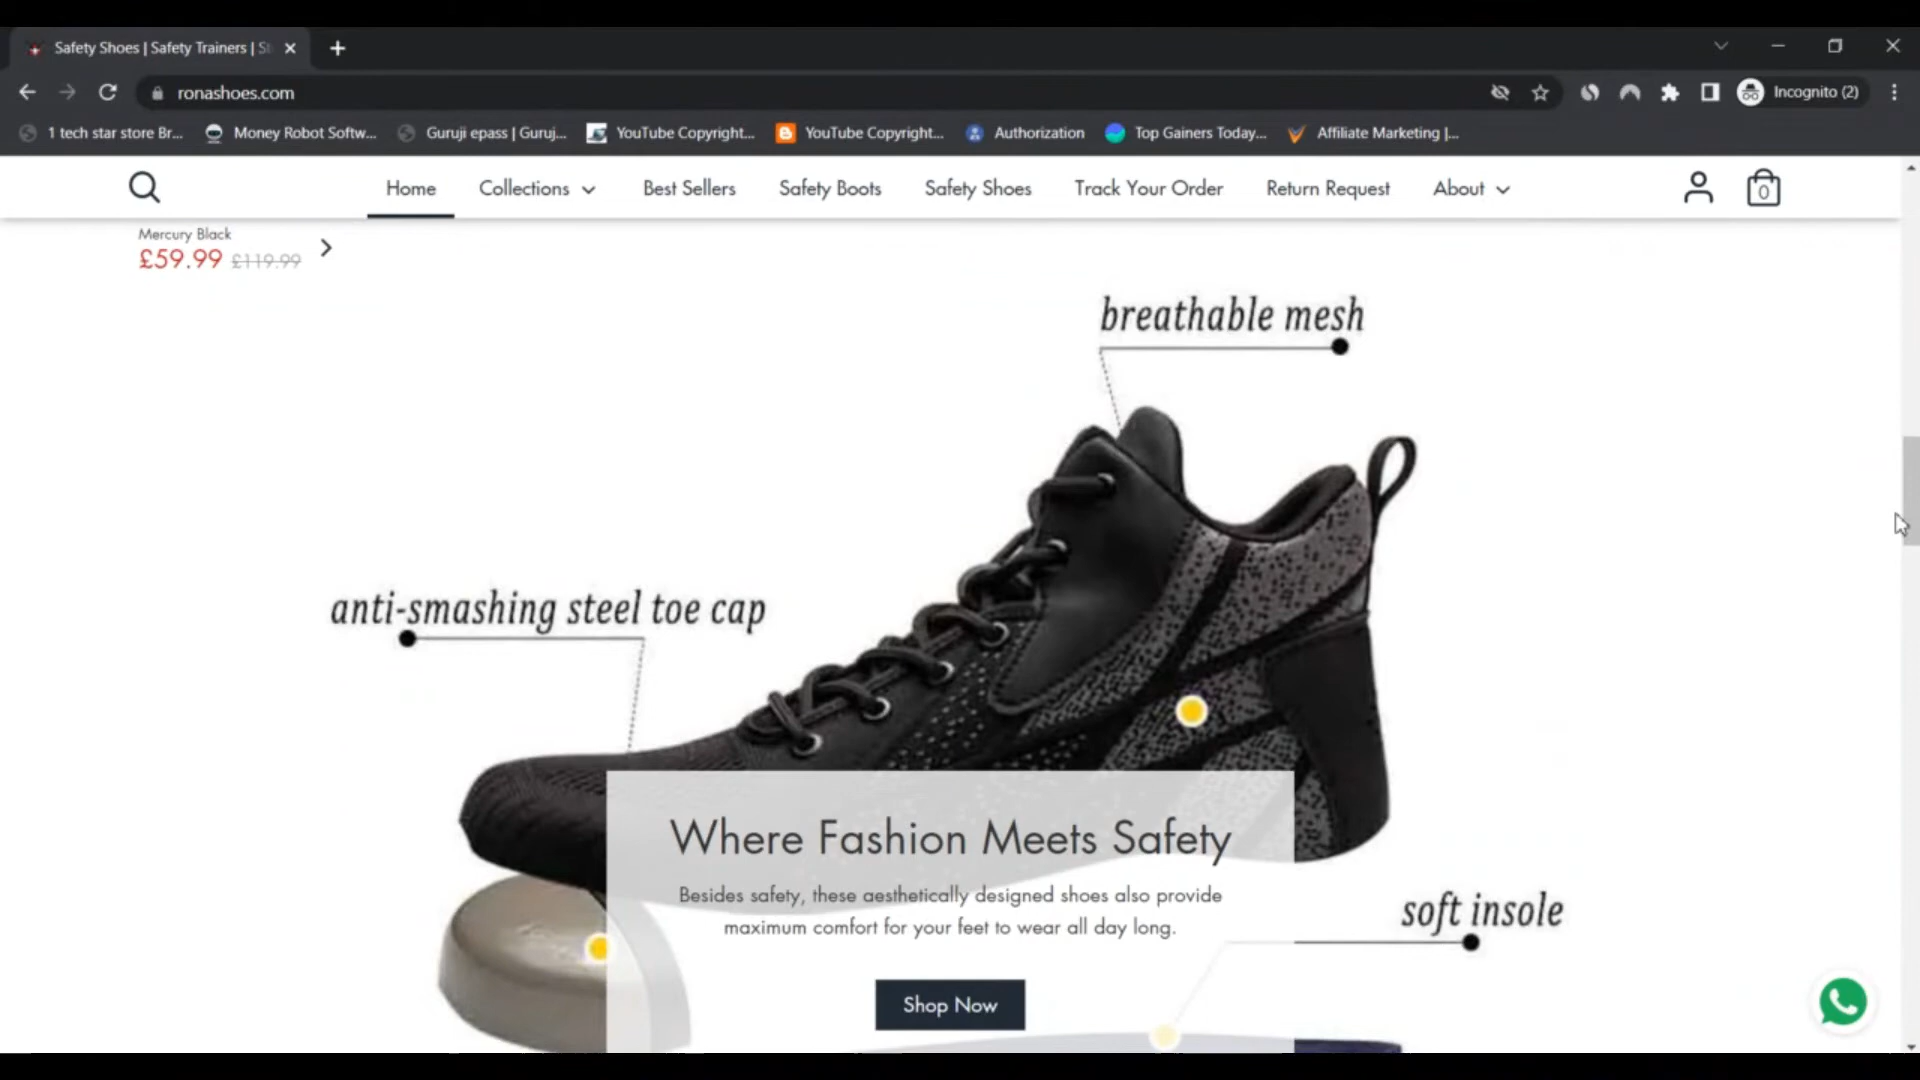 Safety Shoes | Safety Trainers | St
ronashoes.com
Incognito (2)
1 tech star store Br...
Money Robot Softw...
Guruji epass | Guruj...
YouTube Copyright...
YouTube Copyright...
Authorization
Top Gainers Today...
Affiliate Marketing |...
Home
Collections
Best Sellers
Safety Boots
Safety Shoes
Track Your Order
Return Request
About
0
Mercury Black
£59.99 £119.99
breathable mesh
anti-smashing steel toe cap
Where Fashion Meets Safety
Besides safety, these aesthetically designed shoes also provide
maximum comfort for your feet to wear all day long.
soft insole
Shop Now